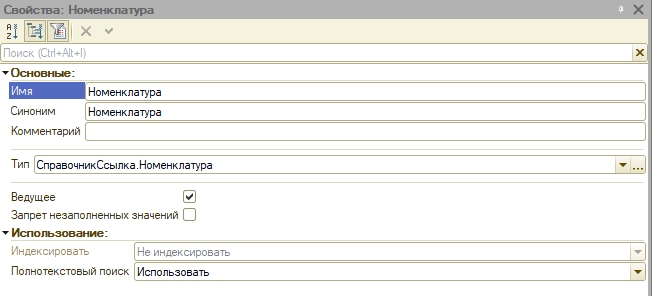 Свойства: Номенклатура
Поиск (Ctrl+Alt+I)
Основные:
Имя Номенклатура
Синоним Номенклатура
Комментарий
Тип СправочникСсылка.Номенклатура
Ведущее
Запрет незаполненных значений
Использование:
Индексировать Не индексировать
Полнотекстовый поиск Использовать